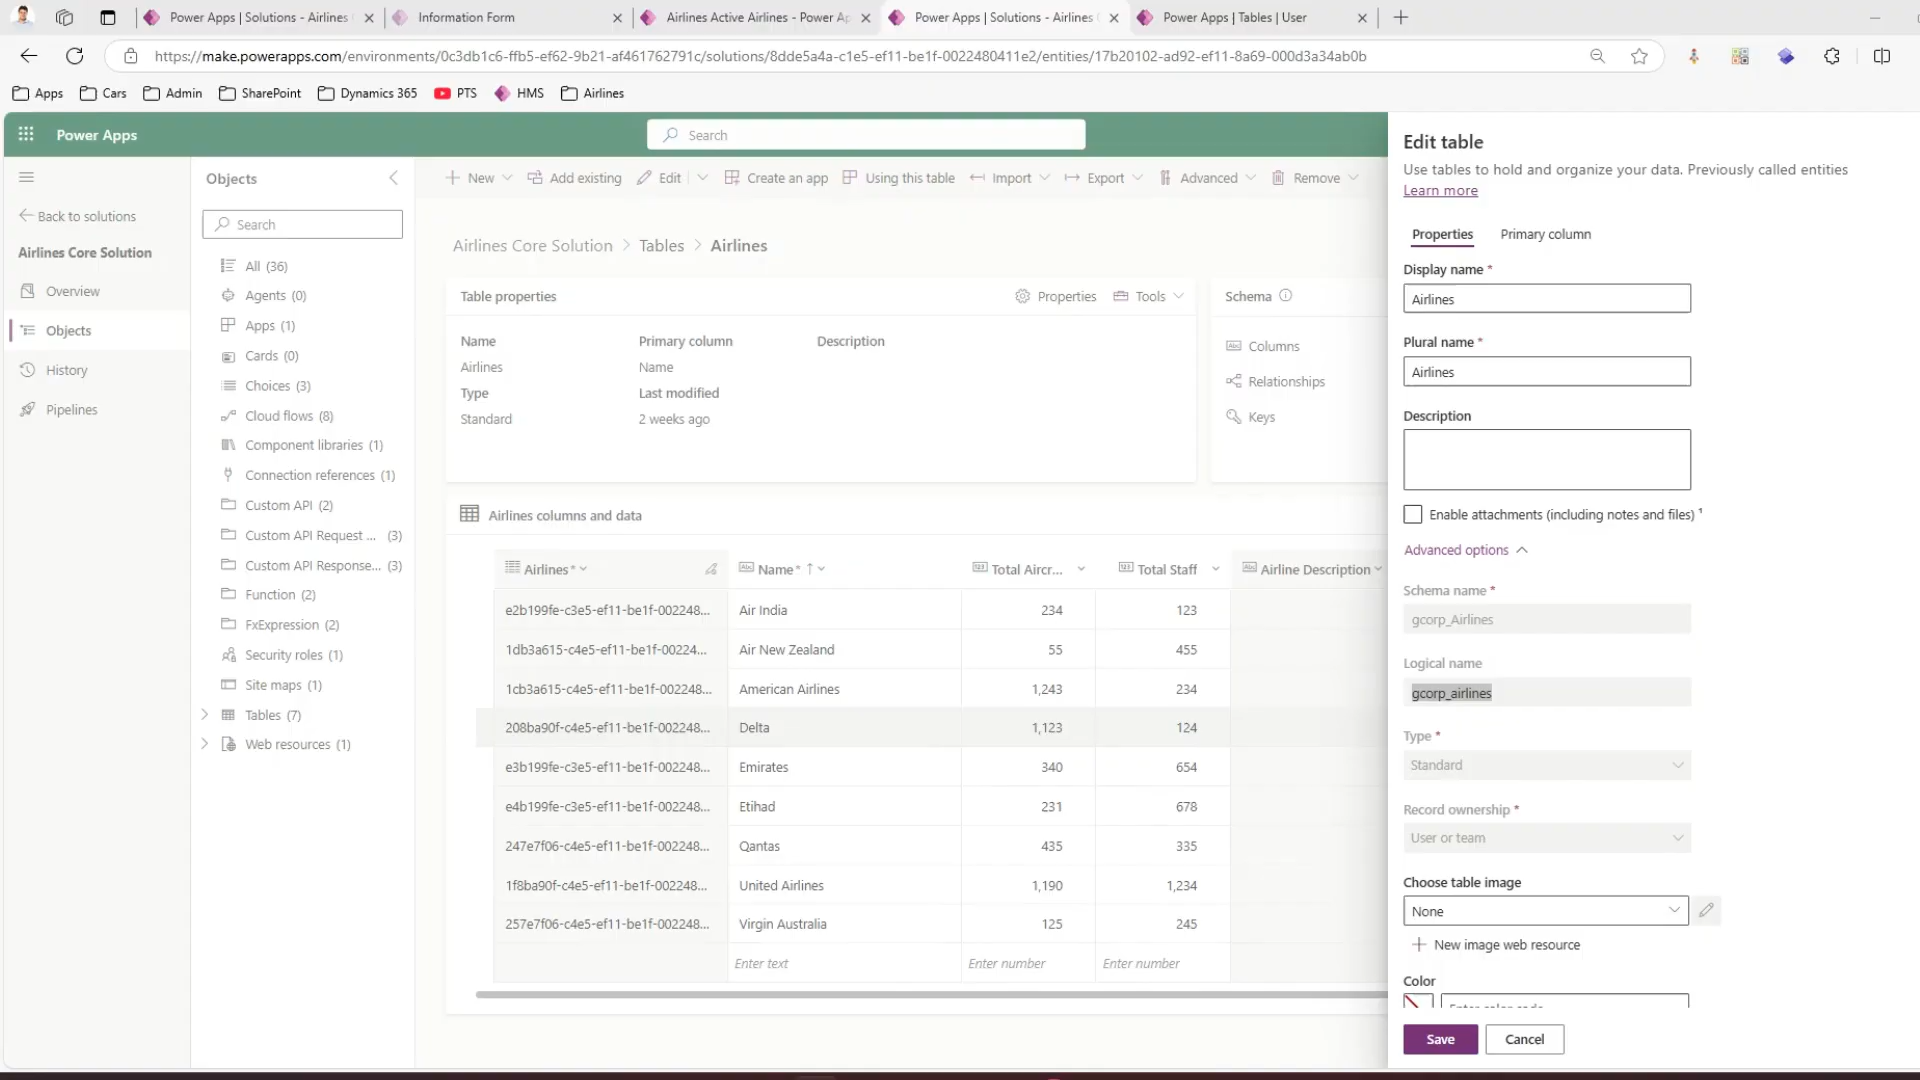 Power Apps | Solutions - Airlines
Information Form
Airlines Active Airlines - Power Ap
Power Apps | Solutions - Airlines C
Power Apps | Tables | User
https://make.powerapps.com/environments/0c3db1c6-ffb5-ef62-9b21-af461762791c/solutions/8dde5a4a-c1e5-ef11-be1f-0022480411e2/entities/17b20102-ad92-ef11-8a69-000d3a34ab0b
Apps Cars Admin SharePoint Dynamics 365 PTS HMS Airlines
Power Apps
Search
Back to solutions
Airlines Core Solution
Overview
Objects
History
Pipelines
Objects
Search
All (36)
Agents (0)
Apps (1)
Cards (0)
Choices (3)
Cloud flows (8)
Component libraries (1)
Connection references (1)
Custom API (2)
Custom API Request ... (3)
Custom API Response... (3)
Function (2)
FxExpression (2)
Security roles (1)
Site maps (1)
Tables (7)
Web resources (1)
New Add existing Edit Create an app Using this table Import Export Advanced Remove
Airlines Core Solution > Tables > Airlines
Table properties Properties Tools
Name Primary column Description
Airlines Name
Type Last modified
Standard 2 weeks ago
Schema
Columns
Relationships
Keys
Airlines columns and data
Airlines * Name * Total Aircr... Total Staff Airline Description
e2b199fe-c3e5-ef11-be1f-002248... Air India 234 123
1db3a615-c4e5-ef11-be1f-00224... Air New Zealand 55 455
1cb3a615-c4e5-ef11-be1f-002248... American Airlines 1,243 234
208ba90f-c4e5-ef11-be1f-002248... Delta 1,123 124
e3b199fe-c3e5-ef11-be1f-002248... Emirates 340 654
e4b199fe-c3e5-ef11-be1f-002248... Etihad 231 678
247e7f06-c4e5-ef11-be1f-002248... Qantas 435 335
1f8ba90f-c4e5-ef11-be1f-002248... United Airlines 1,190 1,234
257e7f06-c4e5-ef11-be1f-002248... Virgin Australia 125 245
Enter text Enter number Enter number
Edit table
Use tables to hold and organize your data. Previously called entities
Learn more
Properties Primary column
Display name *
Airlines
Plural name *
Airlines
Description
Enable attachments (including notes and files) ¹
Advanced options
Schema name *
gcorp_Airlines
Logical name
gcorp_airlines
Type *
Standard
Record ownership *
User or team
Choose table image
None
New image web resource
Color
Enter color code
Save Cancel